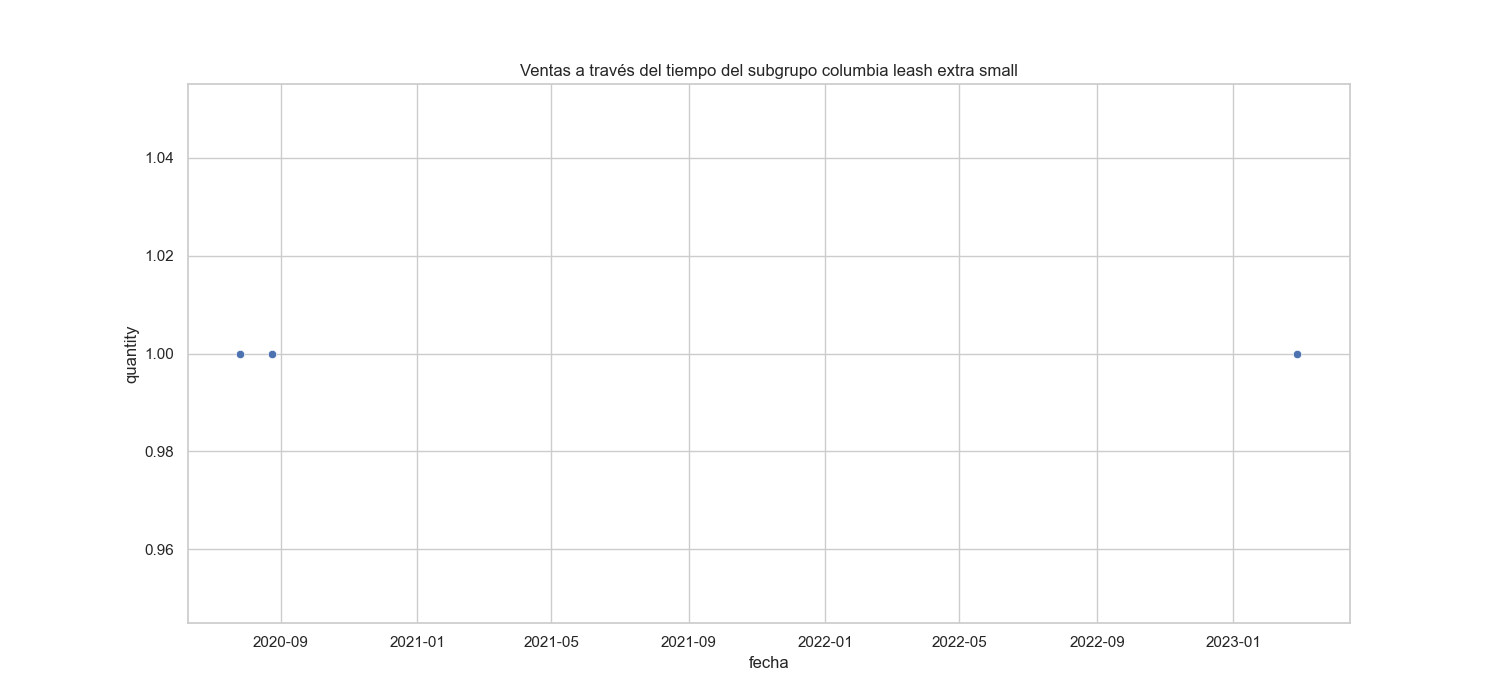 Ventas a través del tiempo del subgrupo columbia leash extra small
1.04
1.02
1.00
0.98
0.96
quantity
2020-09 2021-01 2021-05 2021-09 2022-01 2022-05 2022-09 2023-01
fecha